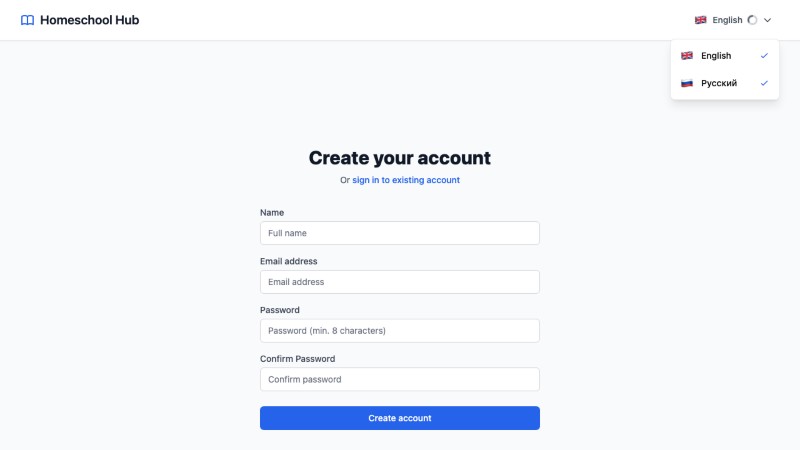 Homeschool Hub
English
English
Русский
Create your account
Or sign in to existing account
Name
Full name
Email address
Email address
Password
Password (min. 8 characters)
Confirm Password
Confirm password
Create account